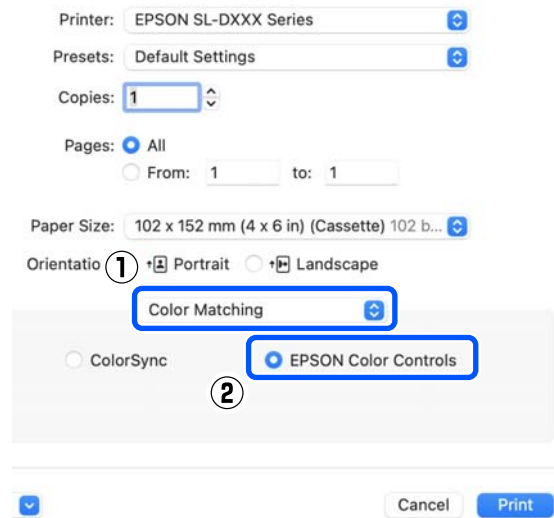 Printer: EPSON SL-DXXX Series
Presets: Default Settings
Copies: 1
Pages: All
From: 1 to: 1
Paper Size: 102 x 152 mm (4 x 6 in) (Cassette) 102 b...
Orientatio ① Portrait Landscape
Color Matching
ColorSync EPSON Color Controls
②
Cancel Print